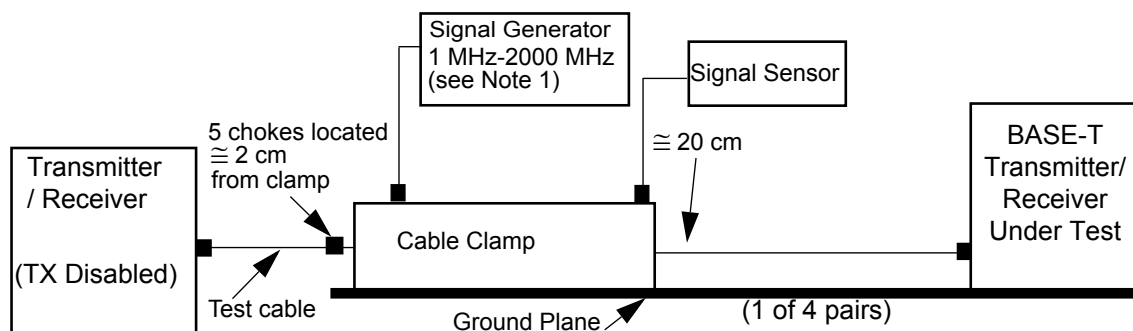 Signal Generator
1 MHz-2000 MHz
(see Note 1)
Signal Sensor
5 chokes located
≅ 2 cm
from clamp
≅ 20 cm
BASE-T
Transmitter/
Receiver
Under Test
Transmitter
/ Receiver
(TX Disabled)
Cable Clamp
Test cable
Ground Plane
(1 of 4 pairs)